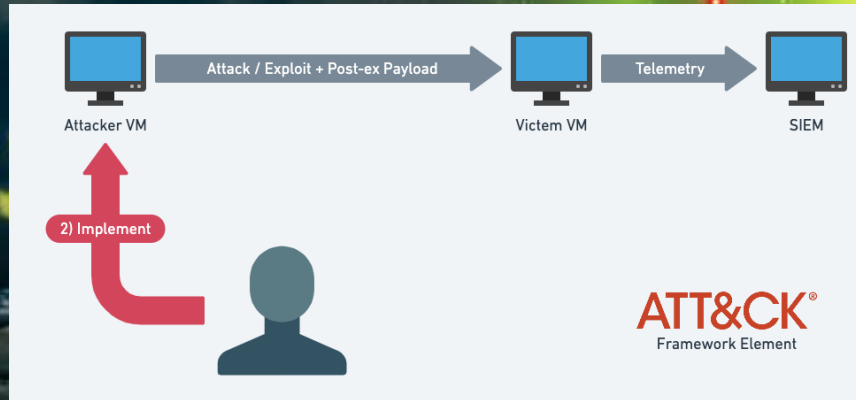 Attack / Exploit + Post-ex Payload
Telemetry
Attacker VM
Victem VM
SIEM
2) Implement
ATT&CK®
Framework Element